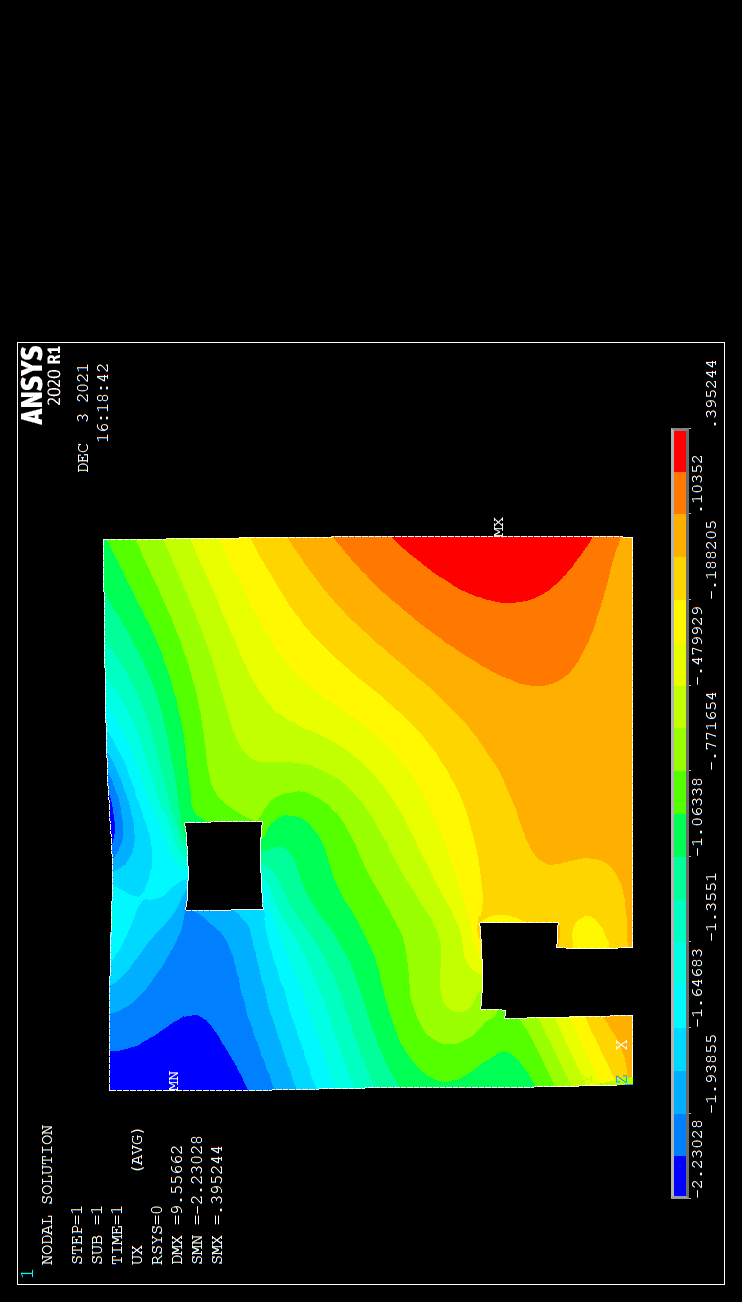 1
NODAL SOLUTION
STEP=1
SUB =1
TIME=1
UX (AVG)
RSYS=0
DMX =9.55662
SMN =-2.23028
SMX =.395244
ANSYS
2020 R1
DEC 3 2021
16:18:42
MN
MX
Z X
-2.23028
-1.93855
-1.64683
-1.3551
-1.06338
-.771654
-.479929
-.188205
.10352
.395244